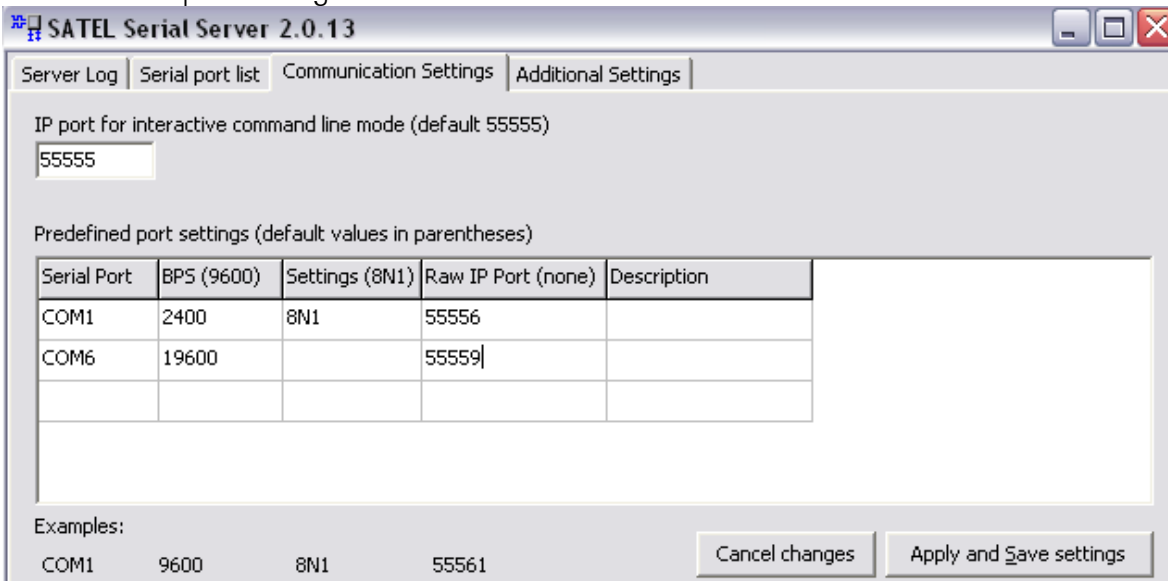 SATEL Serial Server 2.0.13
Server Log Serial port list Communication Settings Additional Settings
IP port for interactive command line mode (default 55555)
55555
Predefined port settings (default values in parentheses)
Serial Port BPS (9600) Settings (8N1) Raw IP Port (none) Description
COM1 2400 8N1 55556
COM6 19600 55559
Examples:
COM1 9600 8N1 55561
Cancel changes Apply and Save settings